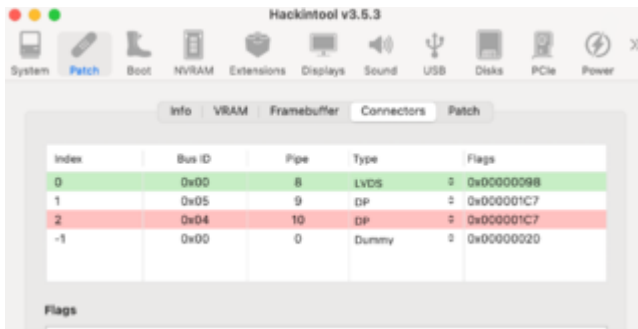 Hackintool v3.5.3
System Patch Boot NVRAM Extensions Displays Sound USB Disks PCIe Power
Info VRAM Framebuffer Connectors Patch
Index Bus ID Pipe Type Flags
0 0x00 8 LVDS 0x00000098
1 0x05 9 DP 0x000001C7
2 0x04 10 DP 0x000001C7
-1 0x00 0 Dummy 0x00000020
Flags